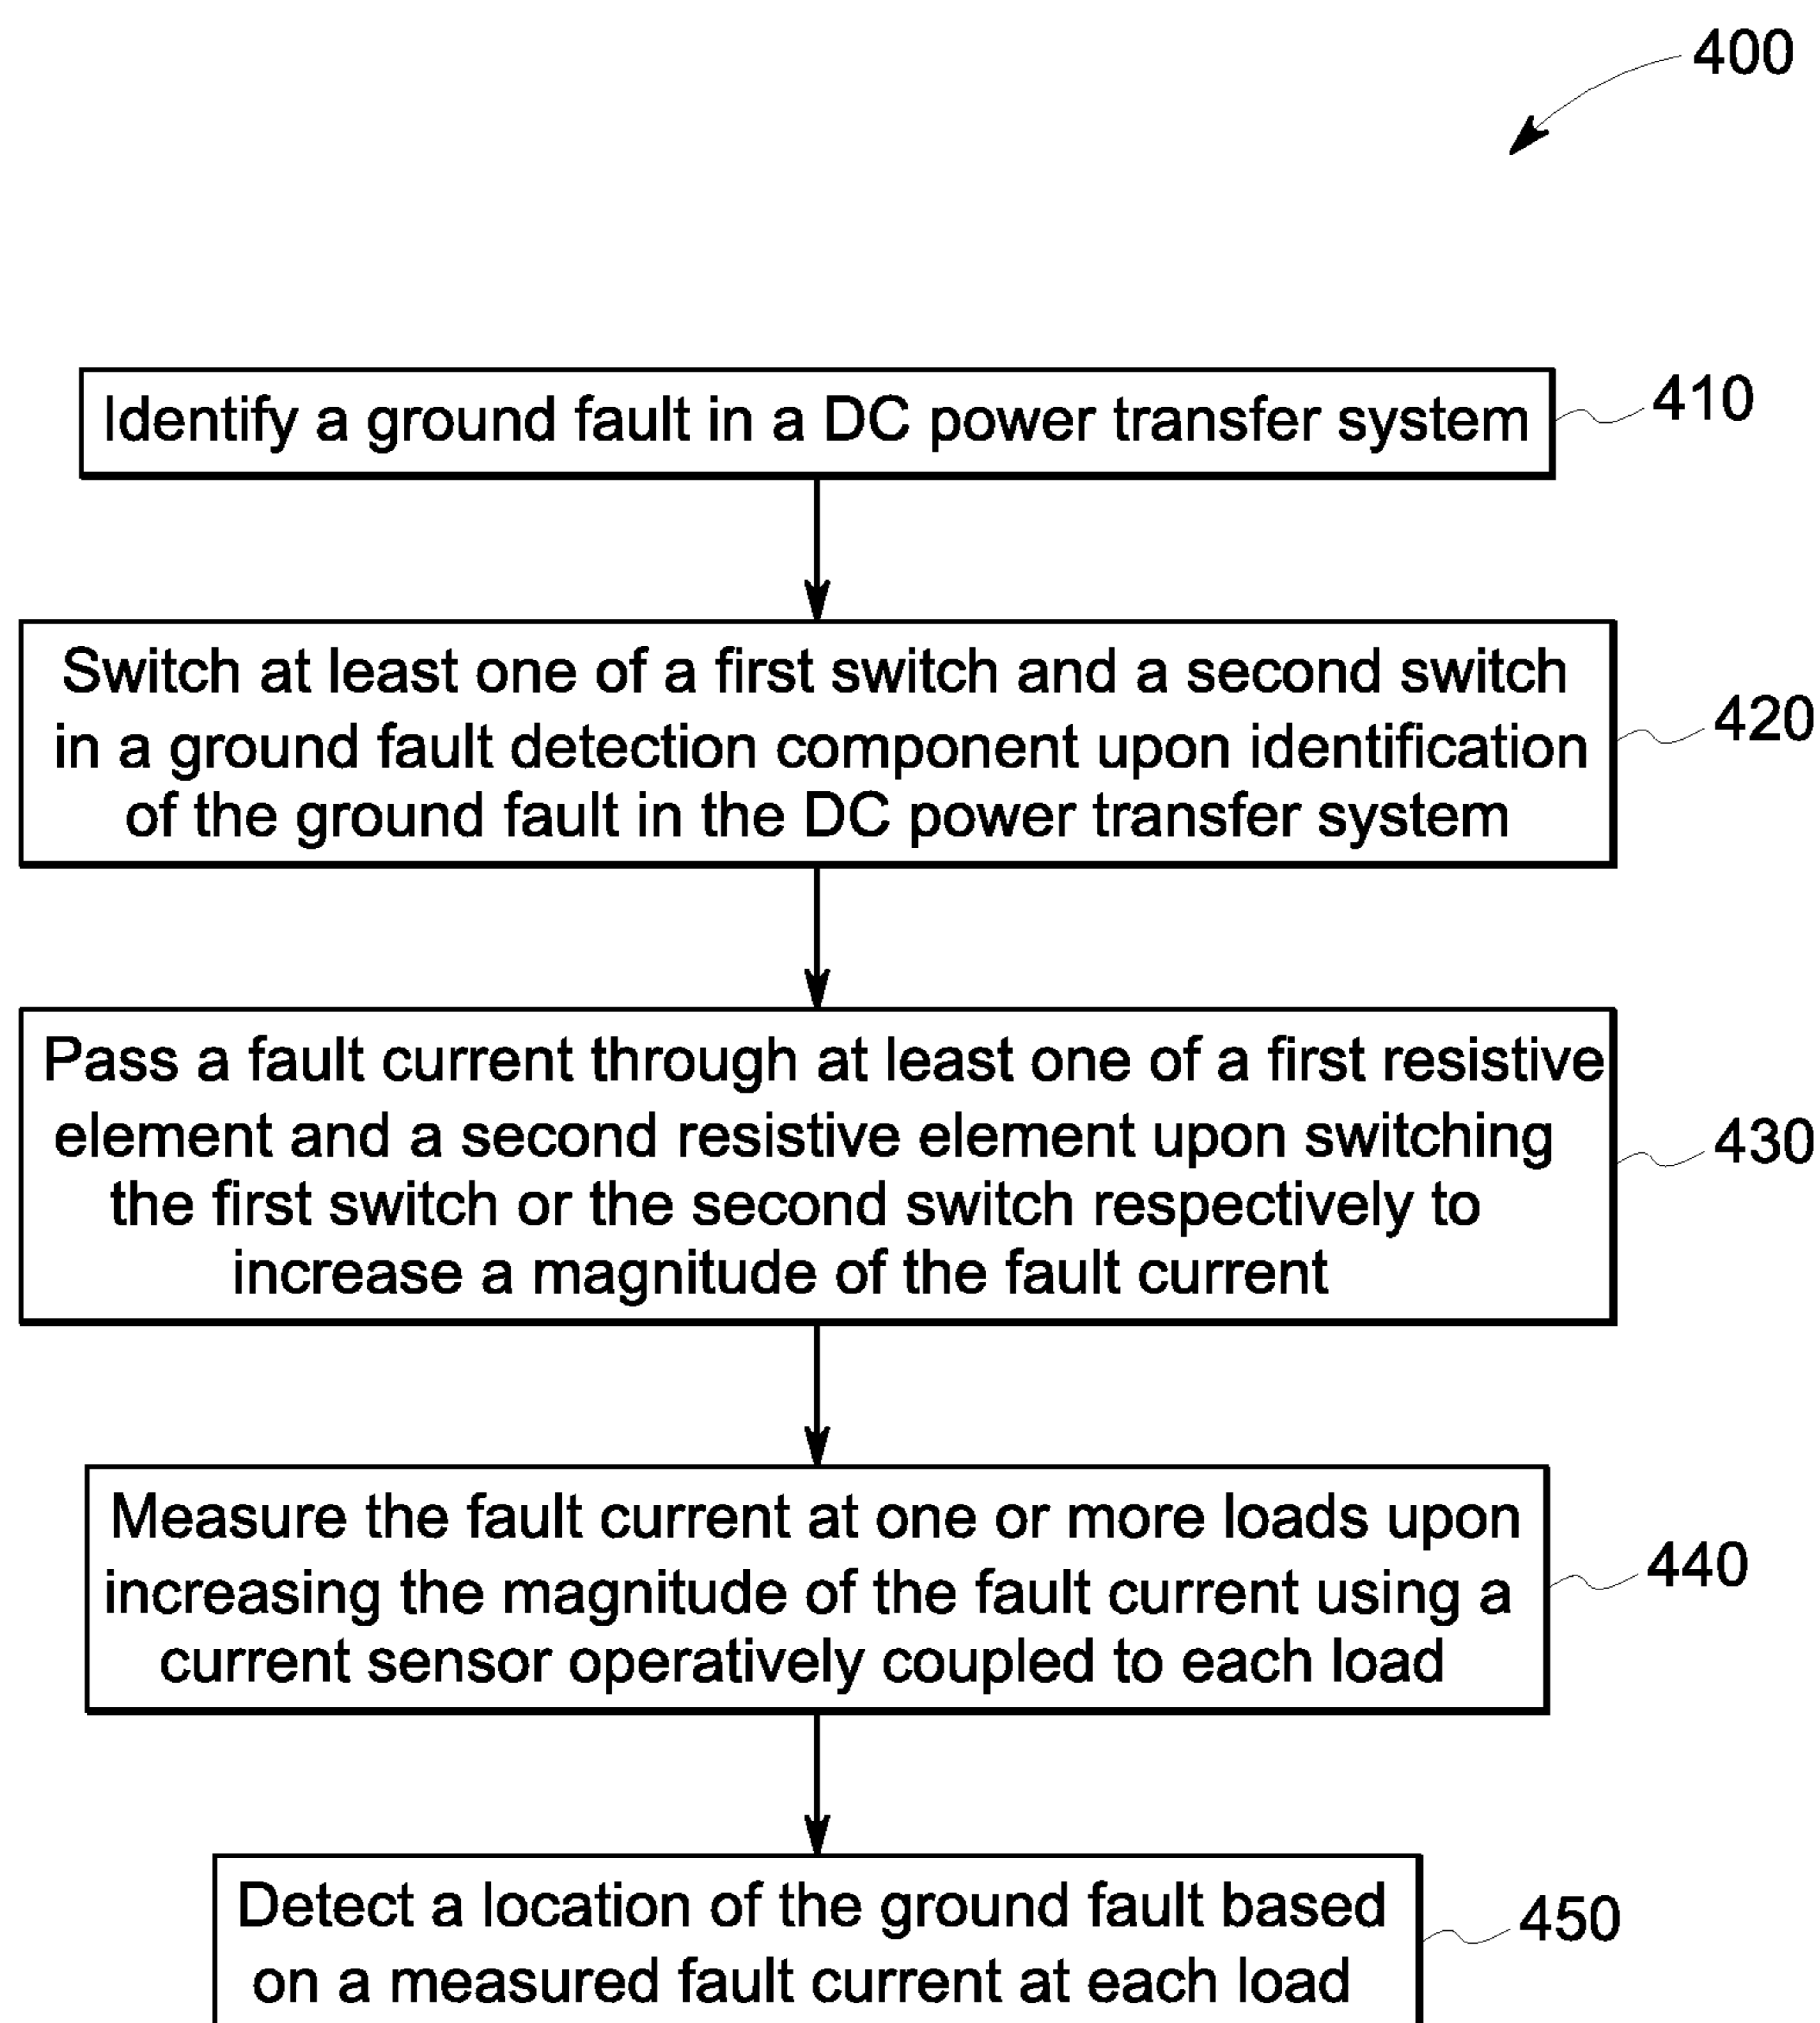 400
Identify a ground fault in a DC power transfer system
410
Switch at least one of a first switch and a second switch
in a ground fault detection component upon identification
of the ground fault in the DC power transfer system
420
Pass a fault current through at least one of a first resistive
element and a second resistive element upon switching
the first switch or the second switch respectively to
increase a magnitude of the fault current
430
Measure the fault current at one or more loads upon
increasing the magnitude of the fault current using a
current sensor operatively coupled to each load
440
Detect a location of the ground fault based
on a measured fault current at each load
450